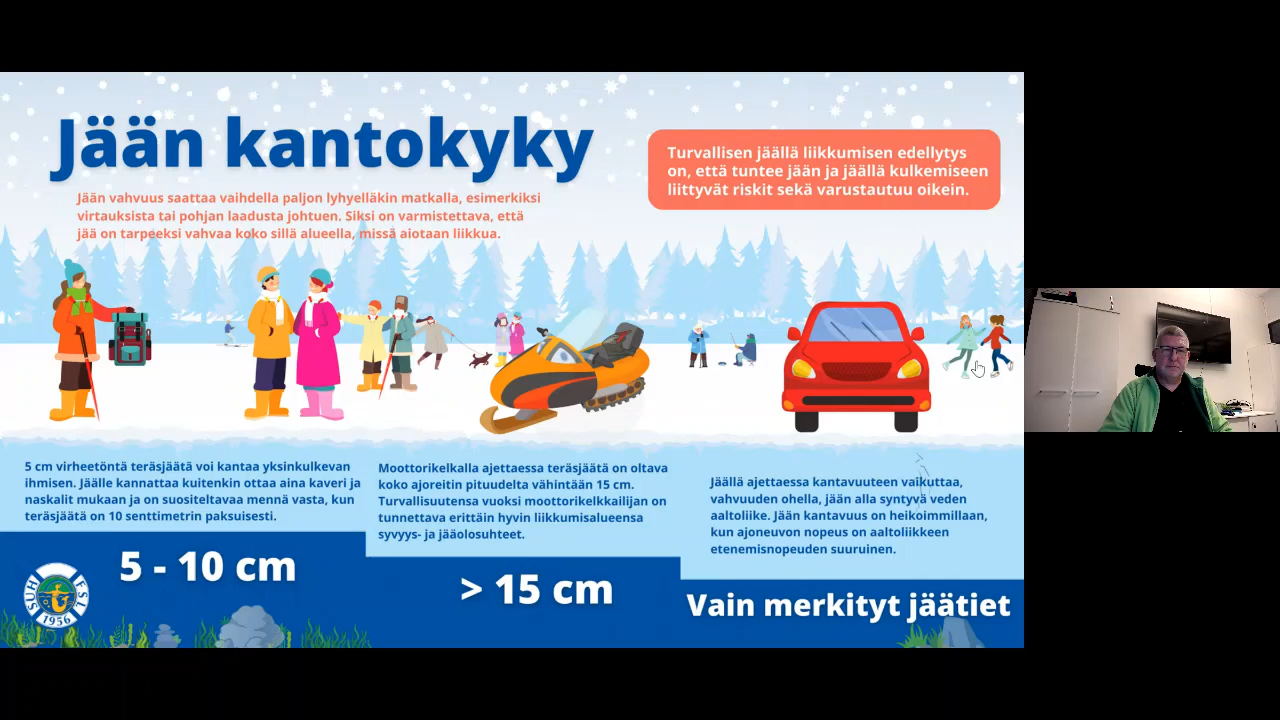 Jään kantokyky
Jään vahvuus saattaa vaihdella paljon lyhyelläkin matkalla, esimerkiksi
virtauksista tai pohjan laadusta johtuen. Siksi on varmistettava, että
jää on tarpeeksi vahvaa koko sillä alueella, missä aiotaan liikkua.
Turvallisen jäällä liikkumisen edellytys
on, että tuntee jään ja jäällä kulkemiseen
liittyvät riskit sekä varustautuu oikein.
5 cm virheetöntä teräsjäätä voi kantaa yksinkulkevan
ihmisen. Jäälle kannattaa kuitenkin ottaa aina kaveri ja
naskalit mukaan ja on suositeltavaa mennä vasta, kun
teräsjäätä on 10 senttimetrin paksuisesti.
5 - 10 cm
Moottorikelkalla ajettaessa teräsjäätä on oltava
koko ajoreitin pituudelta vähintään 15 cm.
Turvallisuutensa vuoksi moottorikelkkailijan on
tunnettava erittäin hyvin liikkumisalueensa
syvyys- ja jääolosuhteet.
> 15 cm
Jäällä ajettaessa kantavuuteen vaikuttaa,
vahvuuden ohella, jään alla syntyvä veden
aaltoliike. Jään kantavuus on heikoimmillaan,
kun ajoneuvon nopeus on aaltoliikkeen
etenemisnopeuden suuruinen.
Vain merkityt jäätiet
SUH FSL
1956